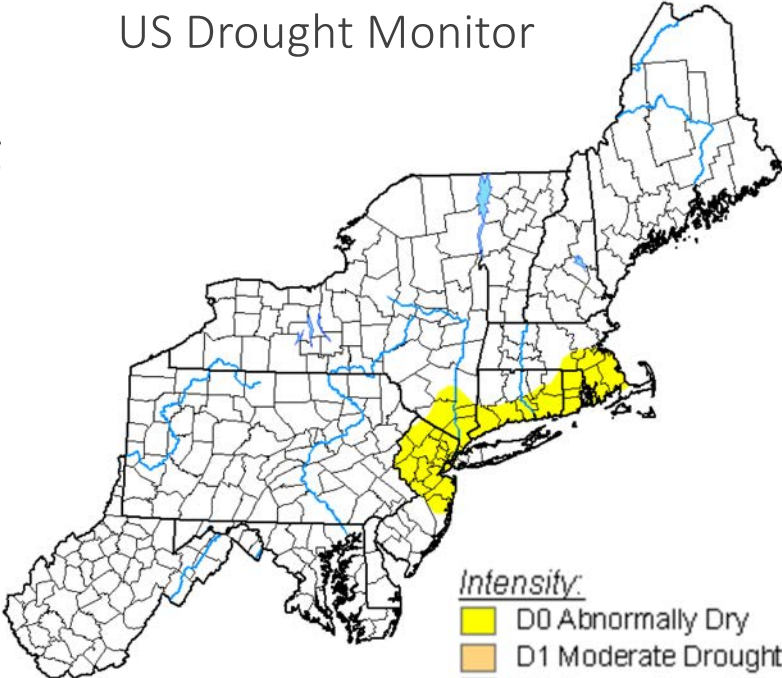 US Drought Monitor
Intensity:
D0 Abnormally Dry
D1 Moderate Drought